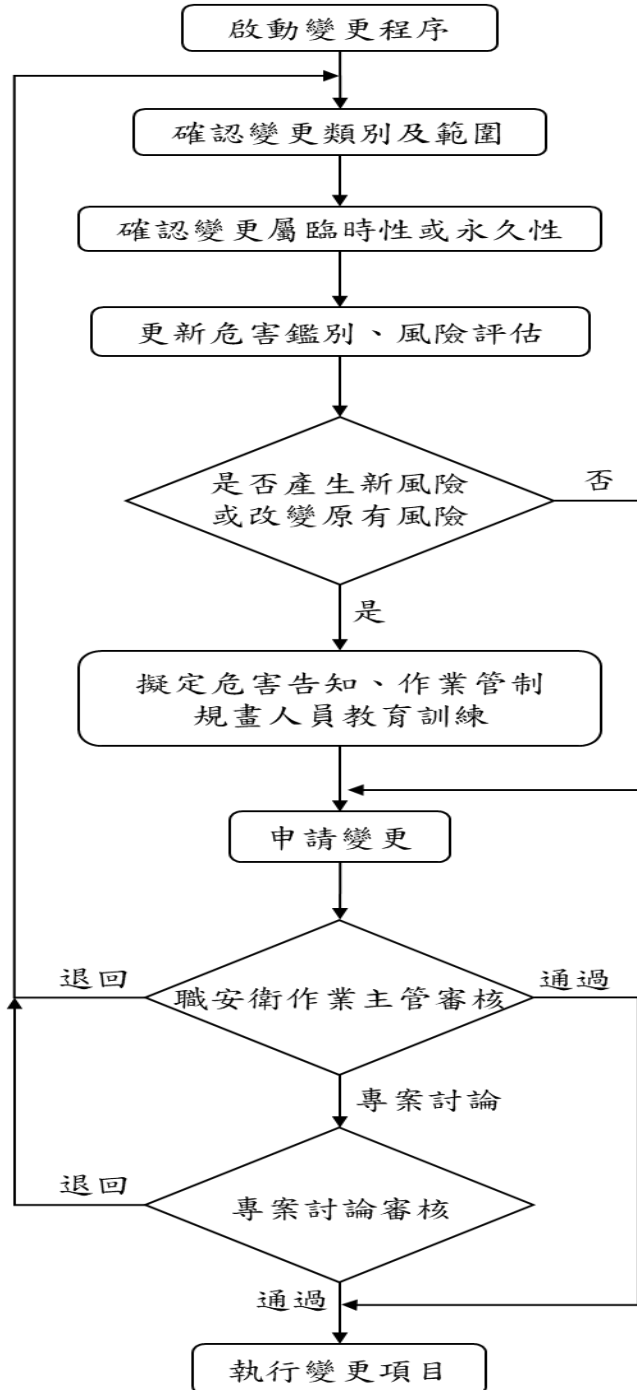 啟動變更程序
確認變更類別及範圍
確認變更屬臨時性或永久性
更新危害鑑別、風險評估
是否產生新風險
或改變原有風險
否
是
擬定危害告知、作業管制
規畫人員教育訓練
申請變更
退回
職安衛作業主管審核
通過
專案討論
退回
專案討論審核
通過
執行變更項目